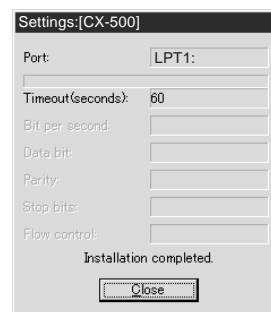 Settings:[CX-500]
Port: LPT1:
Timeout(seconds): 60
Bit per second:
Data bit:
Parity:
Stop bits:
Flow control:
Installation completed.
Close